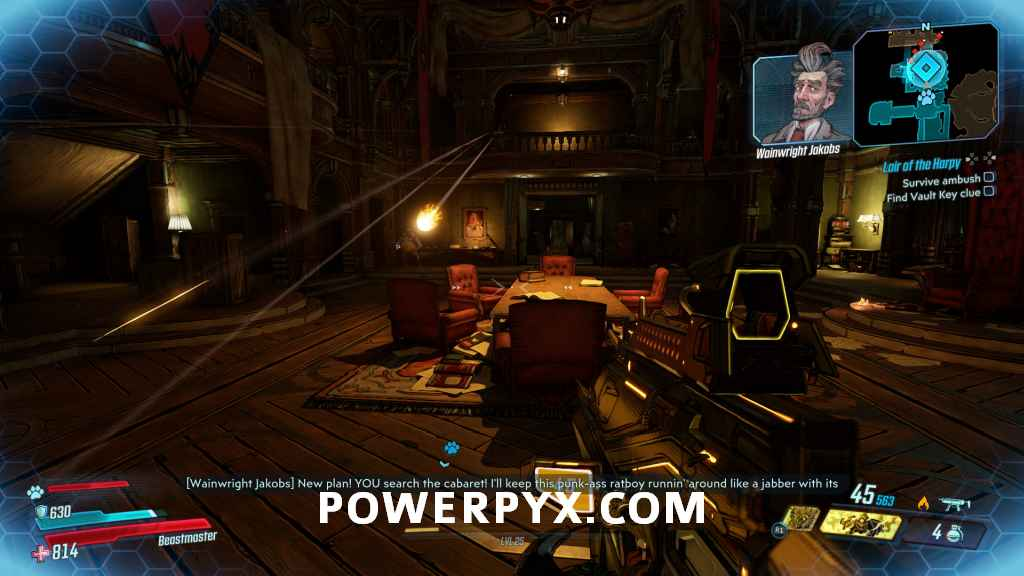 N
Wainwright Jakobs
Lair of the Harpy
Survive ambush
Find Vault Key clue
[Wainwright Jakobs] New plan! YOU search the cabaret! I'll keep this punk-ass ratboy runnin' around like a jabber with its
POWERPYX.COM
630
814
Beastmaster
LVL 25
45 563
R1
4